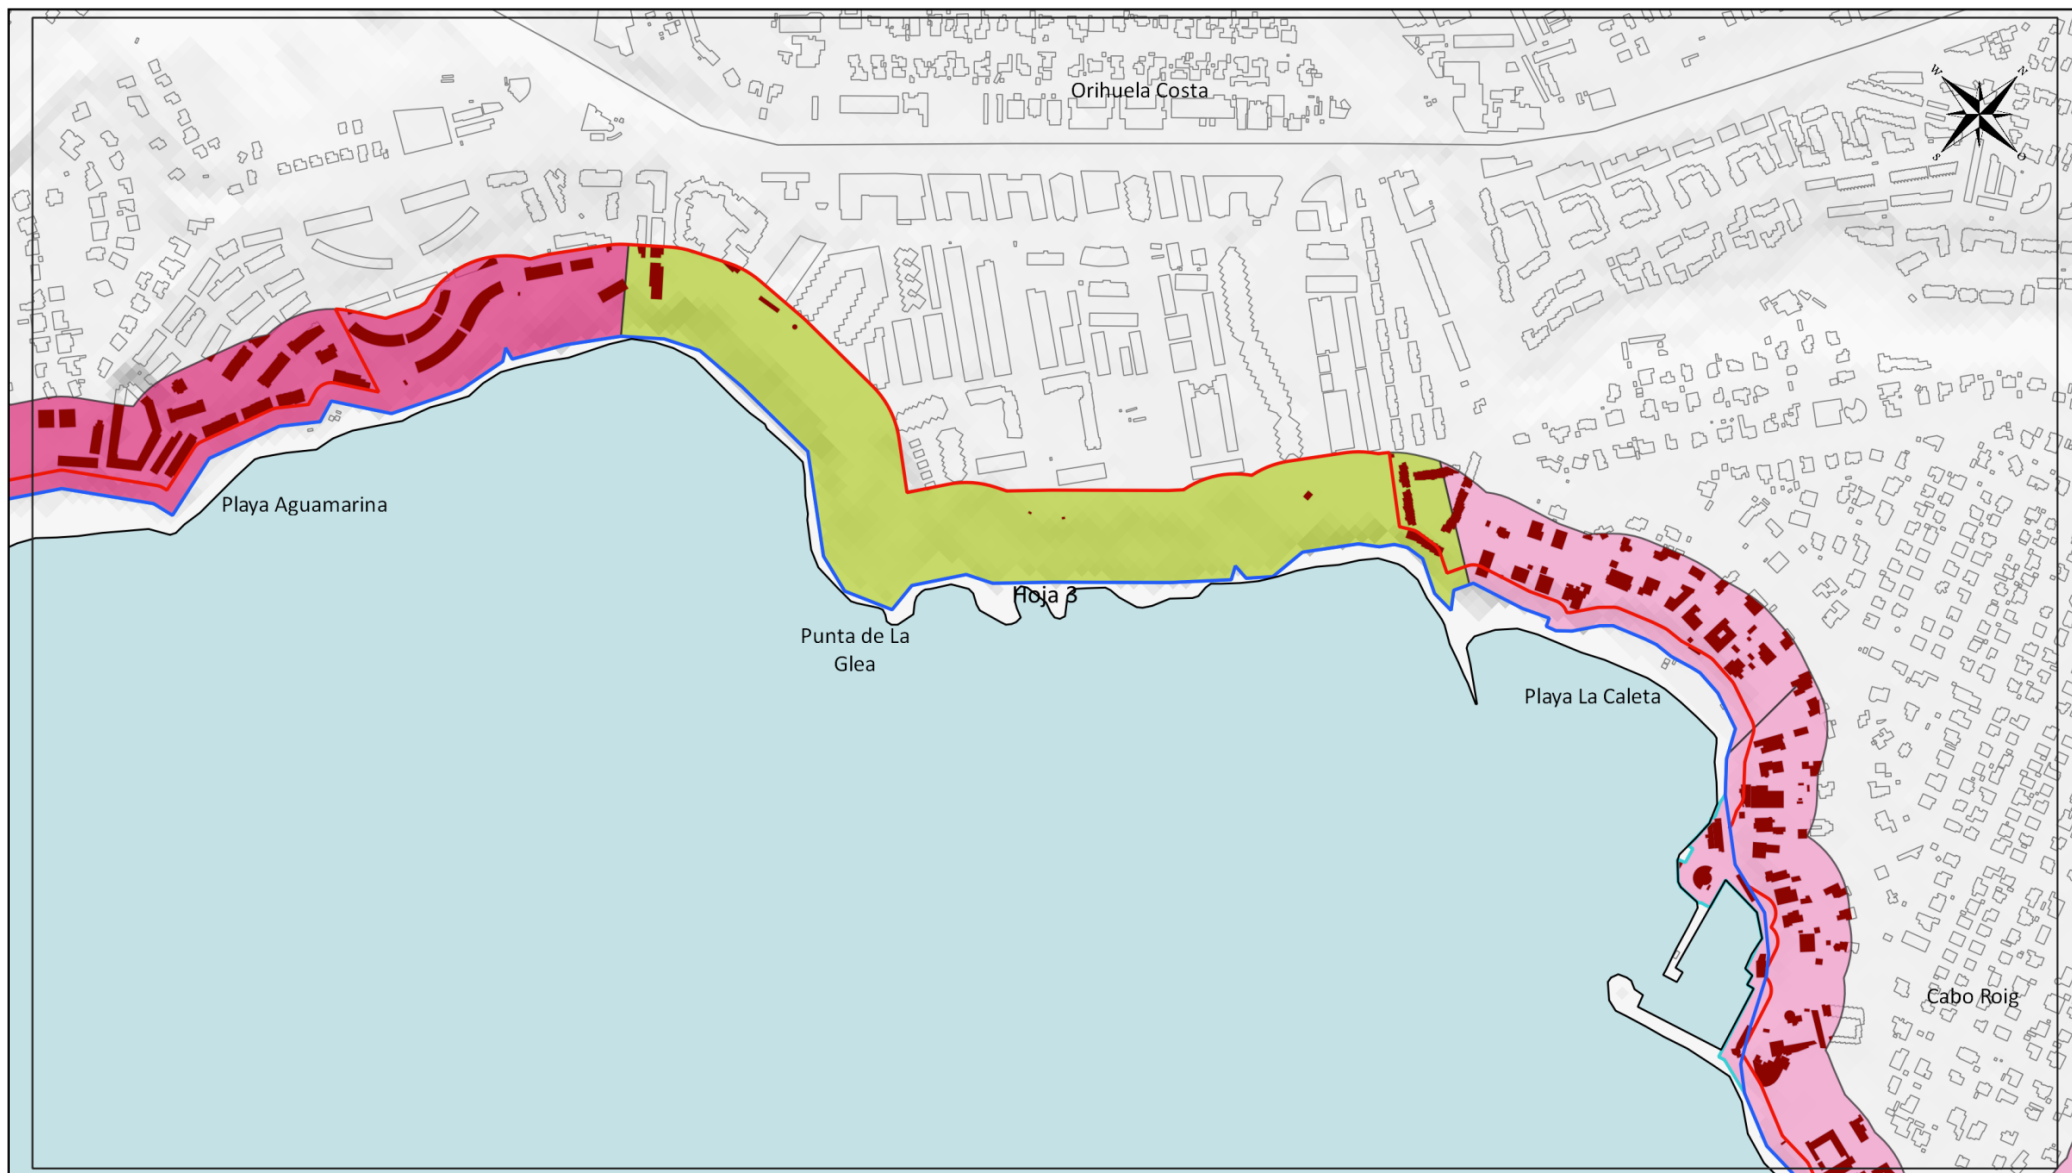 Orihuela Costa
W
N
S
O
Playa Aguamarina
Hoja 3
Punta de La
Glea
Playa La Caleta
Cabo Roig